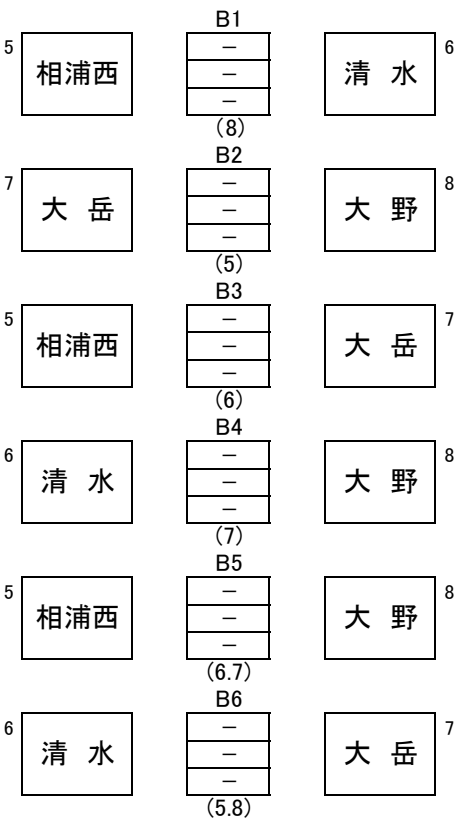 B1
5 相浦西 － 清 水 6
－
－
(8)
B2
7 大 岳 － 大 野 8
－
－
(5)
B3
5 相浦西 － 大 岳 7
－
－
(6)
B4
6 清 水 － 大 野 8
－
－
(7)
B5
5 相浦西 － 大 野 8
－
－
(6.7)
B6
6 清 水 － 大 岳 7
－
－
(5.8)